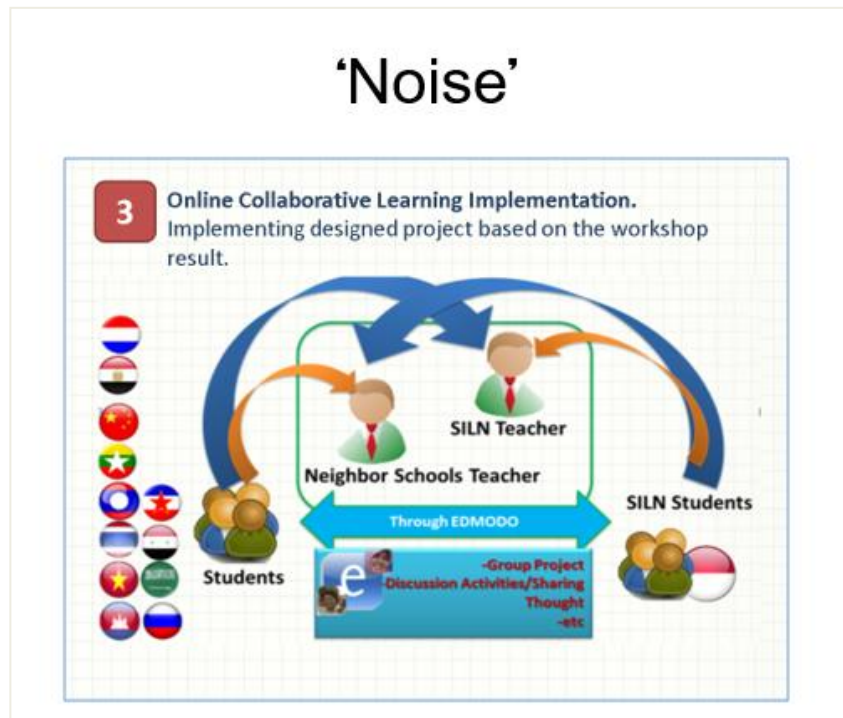 ‘Noise’
3
Online Collaborative Learning Implementation.
Implementing designed project based on the workshop
result.
SILN Teacher
Neighbor Schools Teacher
SILN Students
Through EDMODO
Students
e
-Group Project
Discussion Activities/Sharing
Thought
-etc